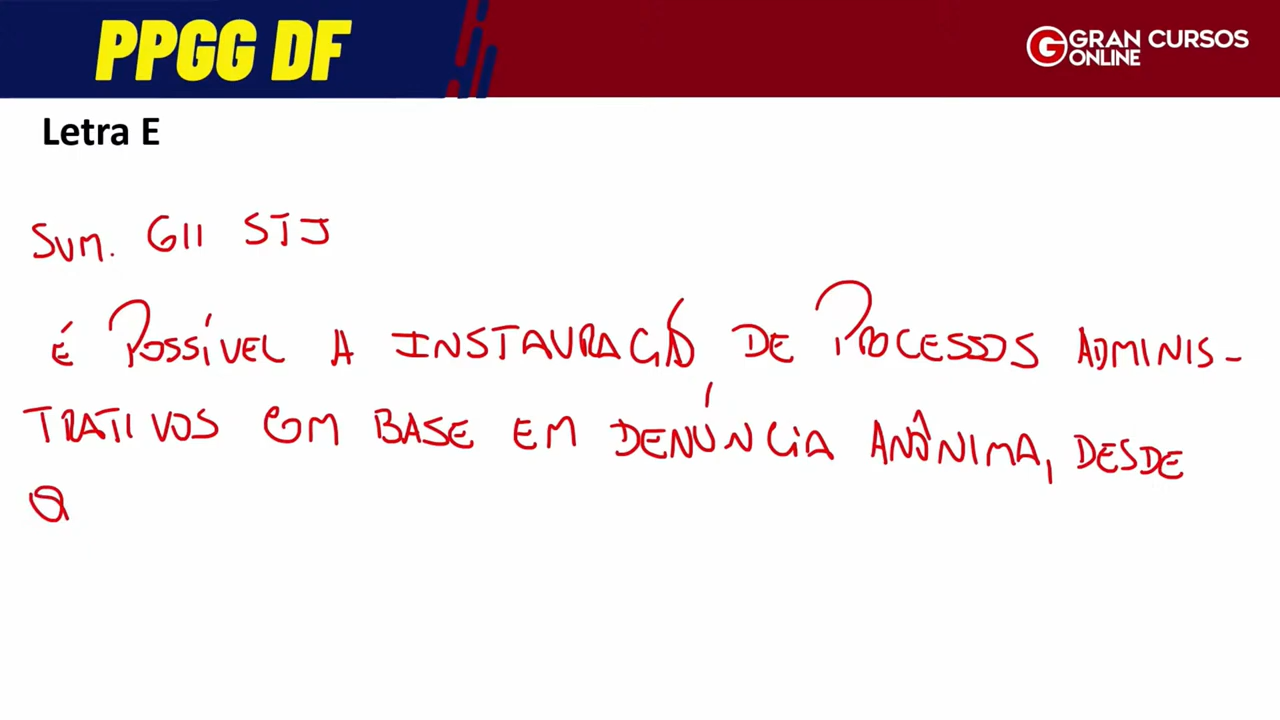 PPGG DF
GRAN CURSOS
ONLINE
Letra E
SUM. 611 STJ
É POSSÍVEL A INSTAURAÇÃO DE PROCESSOS ADMINIS-
TRATIVOS COM BASE EM DENÚNCIA ANÔNIMA, DESDE
Q